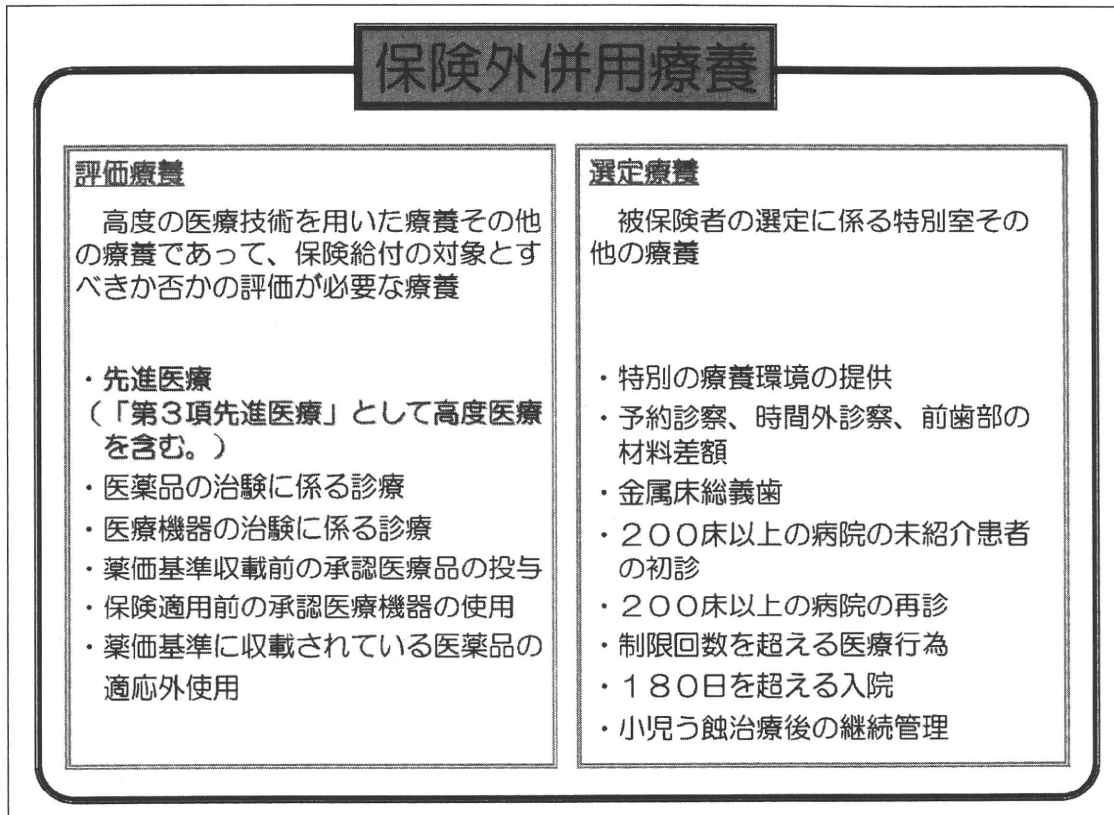 保険外併用療養
評価療養
高度の医療技術を用いた療養その他
の療養であって、保険給付の対象とす
べきか否かの評価が必要な療養
・先進医療
(「第3項先進医療」として高度医療
を含む。)
・医薬品の治験に係る診療
・医療機器の治験に係る診療
・薬価基準収載前の承認医療品の投与
・保険適用前の承認医療機器の使用
・薬価基準に収載されている医薬品の
適応外使用
選定療養
被保険者の選定に係る特別室その
他の療養
・特別の療養環境の提供
・予約診察、時間外診察、前歯部の
材料差額
・金属床総義歯
・200床以上の病院の未紹介患者
の初診
・200床以上の病院の再診
・制限回数を超える医療行為
・180日を超える入院
・小児う蝕治療後の継続管理